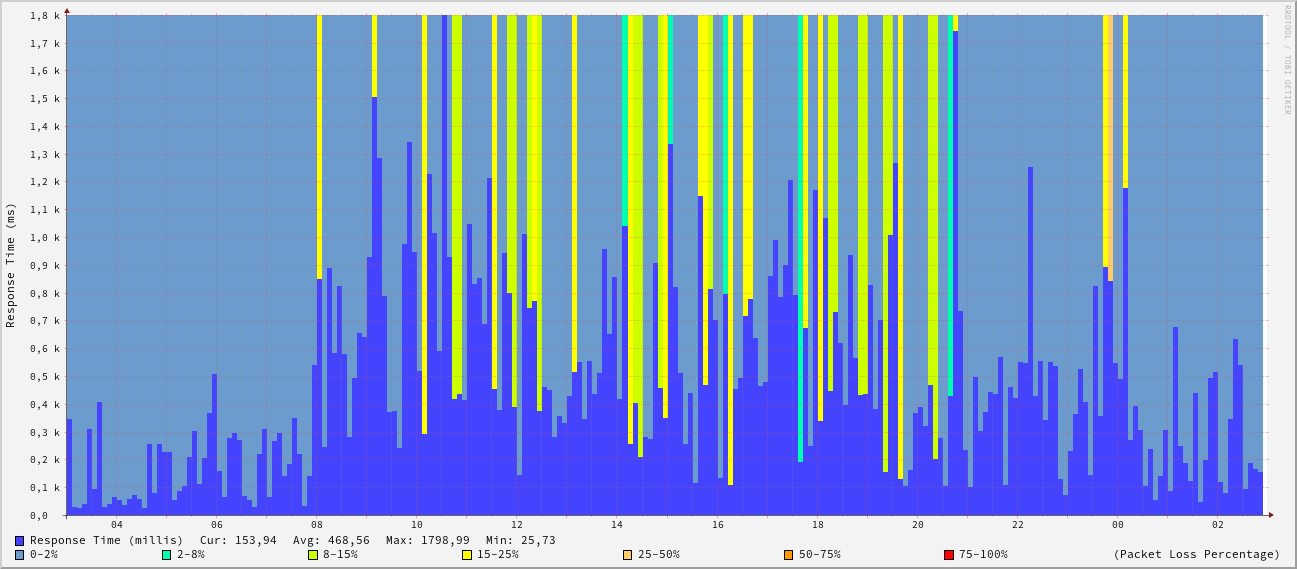 RRDTOOL / TOBI OETIKER
Response Time (ms)
1,8 k
1,7 k
1,6 k
1,5 k
1,4 k
1,3 k
1,2 k
1,1 k
1,0 k
0,9 k
0,8 k
0,7 k
0,6 k
0,5 k
0,4 k
0,3 k
0,2 k
0,1 k
0,0
04 06 08 10 12 14 16 18 20 22 00 02
Response Time (millis) Cur: 153,94 Avg: 468,56 Max: 1798,99 Min: 25,73
0-2% 2-8% 8-15% 15-25% 25-50% 50-75% 75-100% (Packet Loss Percentage)